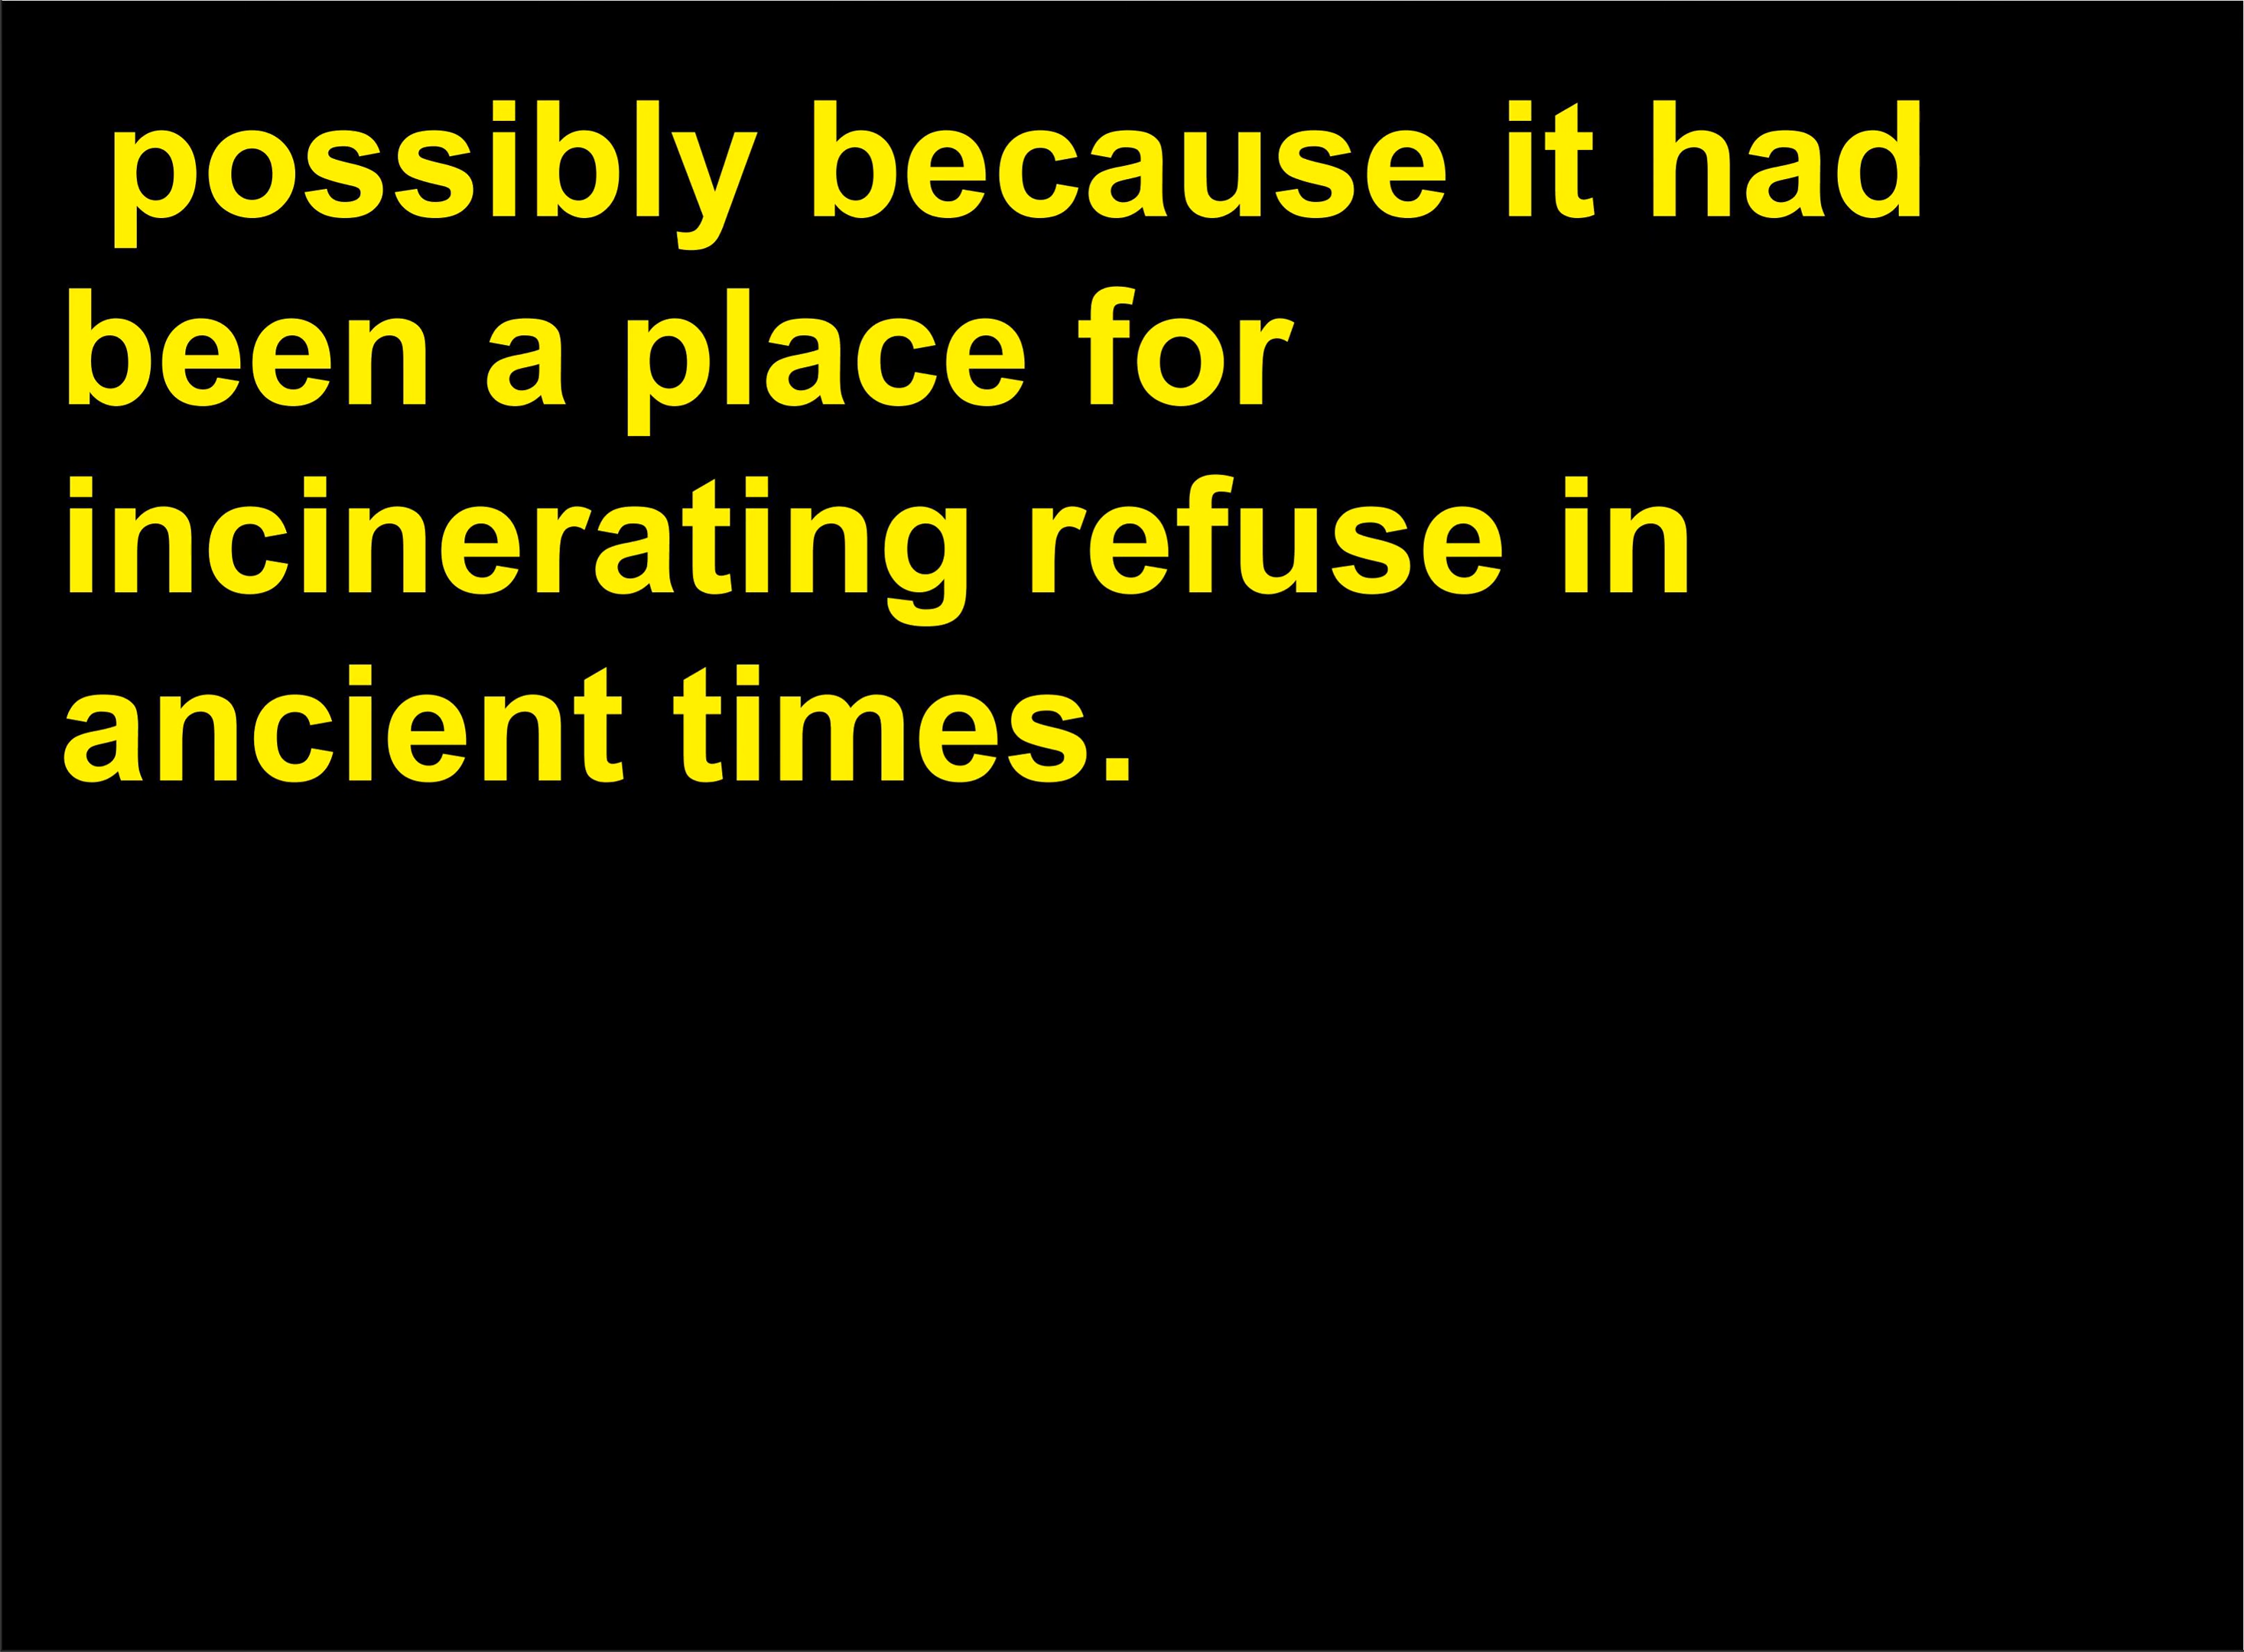 possibly because it had
been a place for
incinerating refuse in
ancient times.